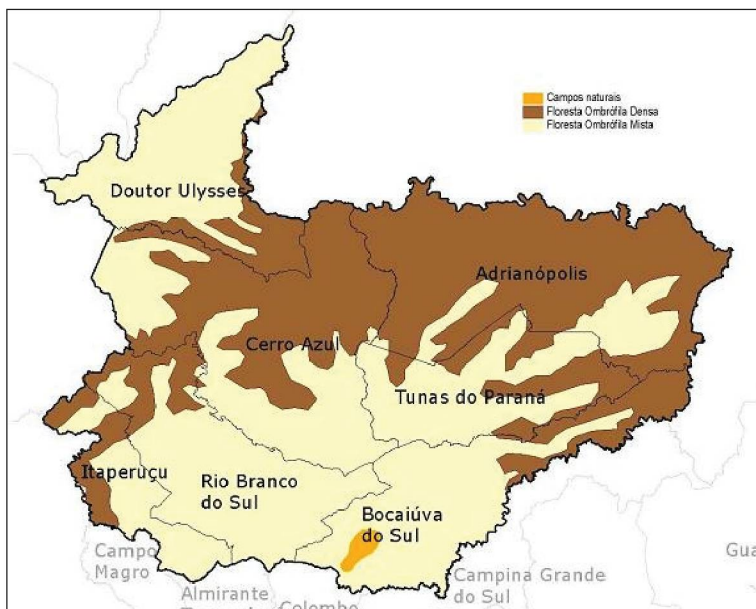 Campos naturais
Floresta Ombrófila Densa
Floresta Ombrófila Mista
Doutor Ulysses
Adrianópolis
Cerro Azul
Tunas do Paraná
Itaperuçu
Rio Branco
do Sul
Bocaiúva
do Sul
Campo
Magro
Almirante
Colombo
Campina Grande
do Sul
Gua